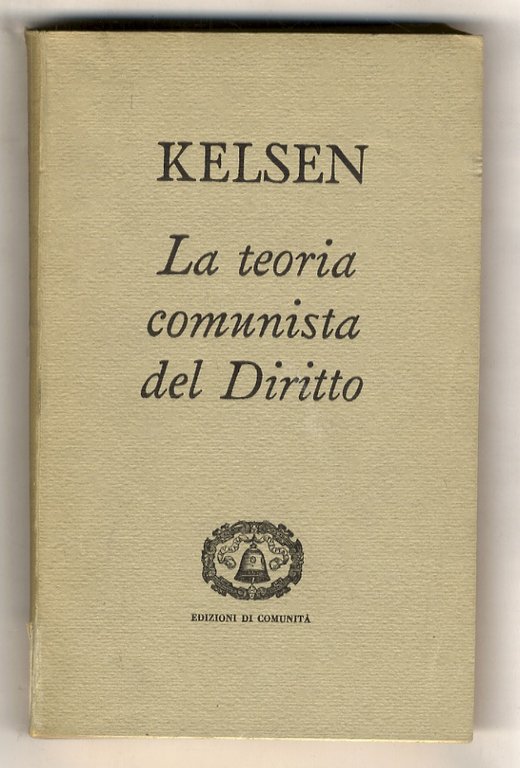 KELSEN
La teoria
comunista
del Diritto
EDIZIONI DI COMUNITÀ